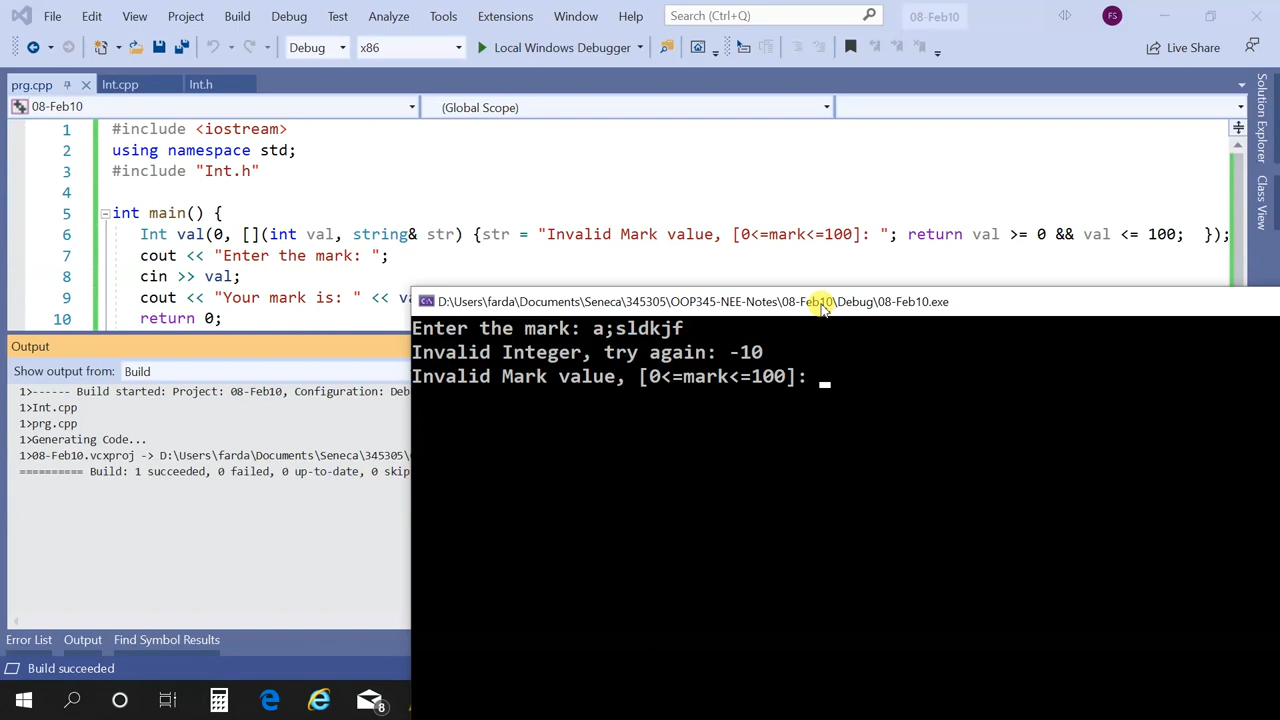 File Edit View Project Build Debug Test Analyze Tools Extensions Window Help Search (Ctrl+Q) 08-Feb10 FS
Debug x86 Local Windows Debugger Live Share
prg.cpp Int.cpp Int.h
08-Feb10 (Global Scope)
1 #include <iostream>
2 using namespace std;
3 #include "Int.h"
4
5 int main() {
6 Int val(0, [](int val, string& str) {str = "Invalid Mark value, [0<=mark<=100]: "; return val >= 0 && val <= 100;  });
7 cout << "Enter the mark: ";
8 cin >> val;
9 cout << "Your mark is: " << va
10 return 0;
D:\Users\farda\Documents\Seneca\345305\OOP345-NEE-Notes\08-Feb10\Debug\08-Feb10.exe
Enter the mark: a;sldkjf
Invalid Integer, try again: -10
Invalid Mark value, [0<=mark<=100]:
Output
Show output from: Build
1>------ Build started: Project: 08-Feb10, Configuration: Deb
1>Int.cpp
1>prg.cpp
1>Generating Code...
1>08-Feb10.vcxproj -> D:\Users\farda\Documents\Seneca\345305\
========== Build: 1 succeeded, 0 failed, 0 up-to-date, 0 skip
Error List Output Find Symbol Results
Build succeeded
8
Solution Explorer
Class View